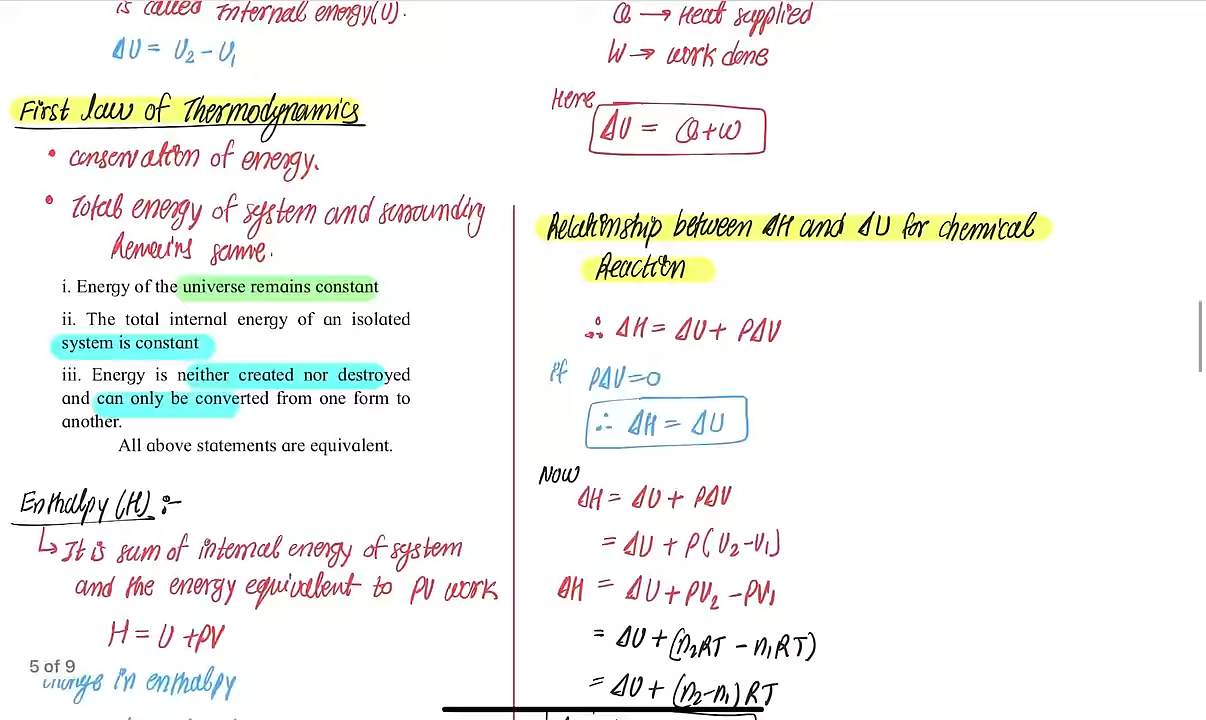 is called Internal energy(U).
ΔU = U₂ - U₁
First law of Thermodynamics
• conservation of energy.
• Total energy of system and surrounding
Remains same.
i. Energy of the universe remains constant
ii. The total internal energy of an isolated
system is constant
iii. Energy is neither created nor destroyed
and can only be converted from one form to
another.
All above statements are equivalent.
Enthalpy (H) :-
↳ It is sum of internal energy of system
and the energy equivalent to PV work
H = U + PV
5 of 9
change in enthalpy
Q → Heat supplied
W → work done
Here
ΔU = Q+W
Relationship between ΔH and ΔU for chemical
Reaction
∴ ΔH = ΔU + PΔV
If PΔV=0
∴ ΔH = ΔU
Now
ΔH = ΔU + PΔV
= ΔU + P(V₂-V₁)
ΔH = ΔU + PV₂ - PV₁
= ΔU + (n₂RT - n₁RT)
= ΔU + (n₂-n₁) RT